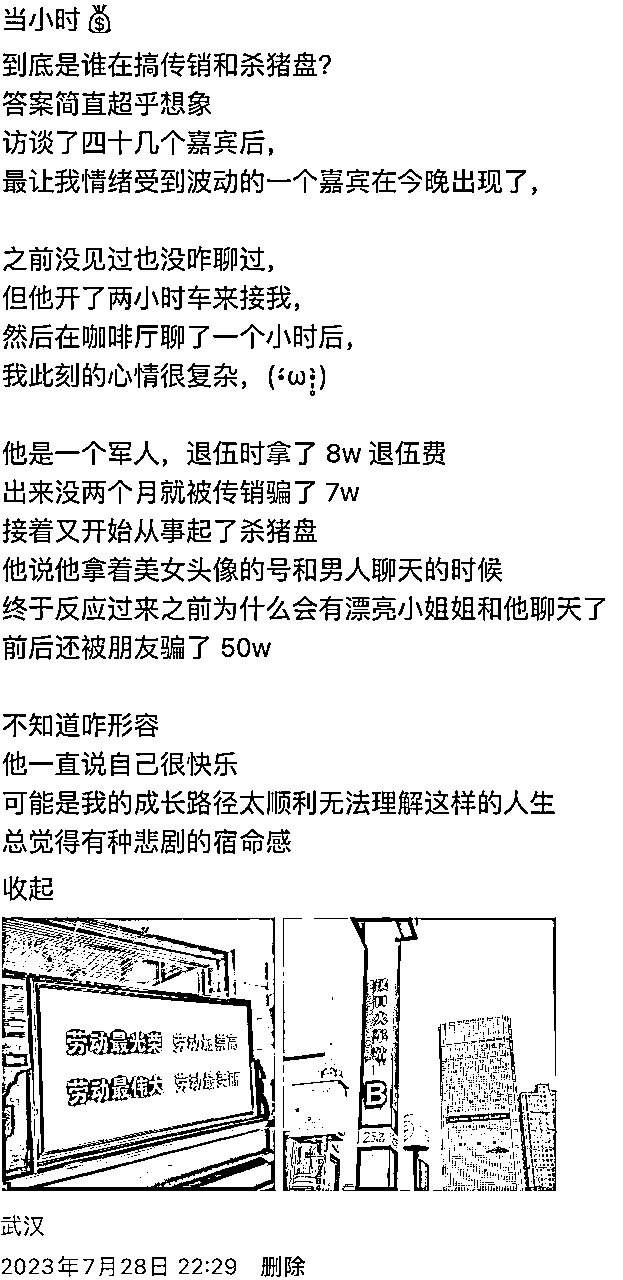 当小时💰
到底是谁在搞传销和杀猪盘？
答案简直超乎想象
访谈了四十几个嘉宾后，
最让我情绪受到波动的一个嘉宾在今晚出现了，
之前没见过也没咋聊过，
但他开了两小时车来接我，
然后在咖啡厅聊了一个小时后，
我此刻的心情很复杂，(´ω`)
他是一个军人，退伍时拿了 8w 退伍费
出来没两个月就被传销骗了 7w
接着又开始从事起了杀猪盘
他说他拿着美女头像的号和男人聊天的时候
终于反应过来之前为什么会有漂亮小姐姐和他聊天了
前后还被朋友骗了 50w
不知道咋形容
他一直说自己很快乐
可能是我的成长路径太顺利无法理解这样的人生
总觉得有种悲剧的宿命感
收起
劳动最光荣 劳动最崇高
劳动最伟大 劳动最美丽
B
武汉
2023年7月28日 22:29 删除